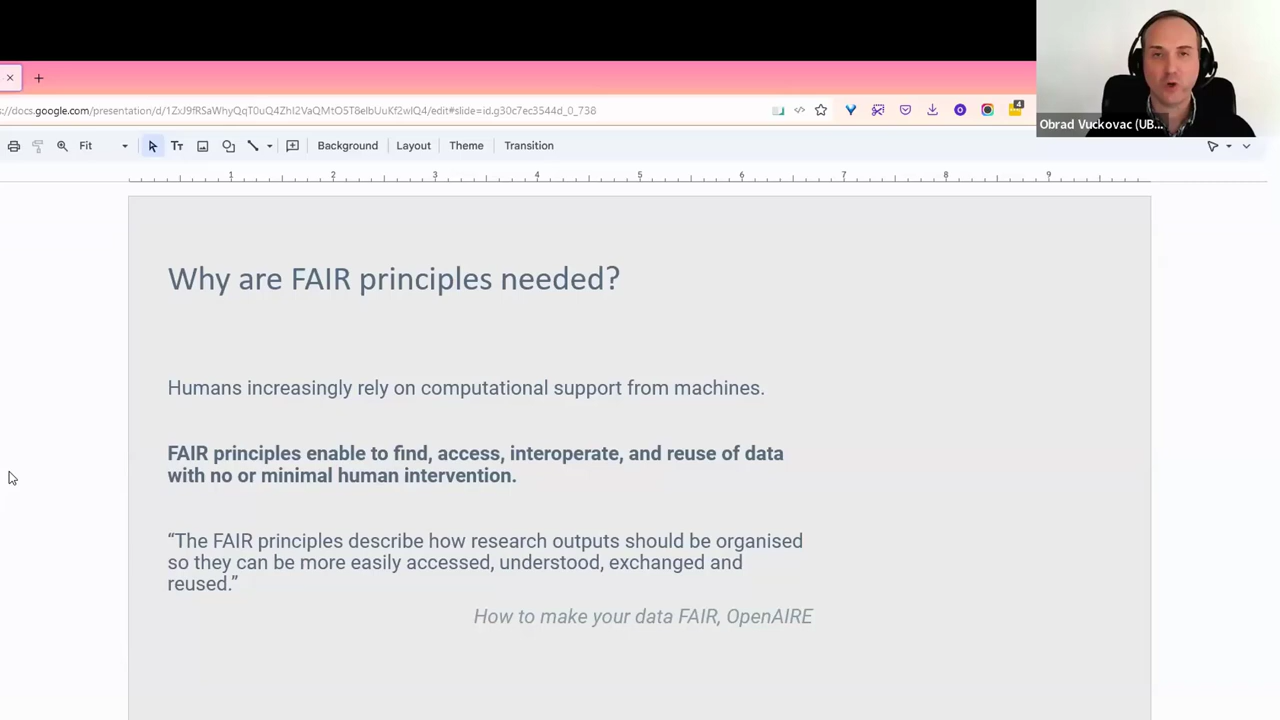 s://docs.google.com/presentation/d/1ZxJ9fRSaWhyQqT0uQ4ZhI2VaQMtO5T8eIbUuKf2wIQ4/edit#slide=id.g30c7ec3544d_0_738
4
Obrad Vuckovac (UB...
Fit
Background
Layout
Theme
Transition
1 2 3 4 5 6 7 8 9
Why are FAIR principles needed?
Humans increasingly rely on computational support from machines.
FAIR principles enable to find, access, interoperate, and reuse of data
with no or minimal human intervention.
“The FAIR principles describe how research outputs should be organised
so they can be more easily accessed, understood, exchanged and
reused.”
How to make your data FAIR, OpenAIRE